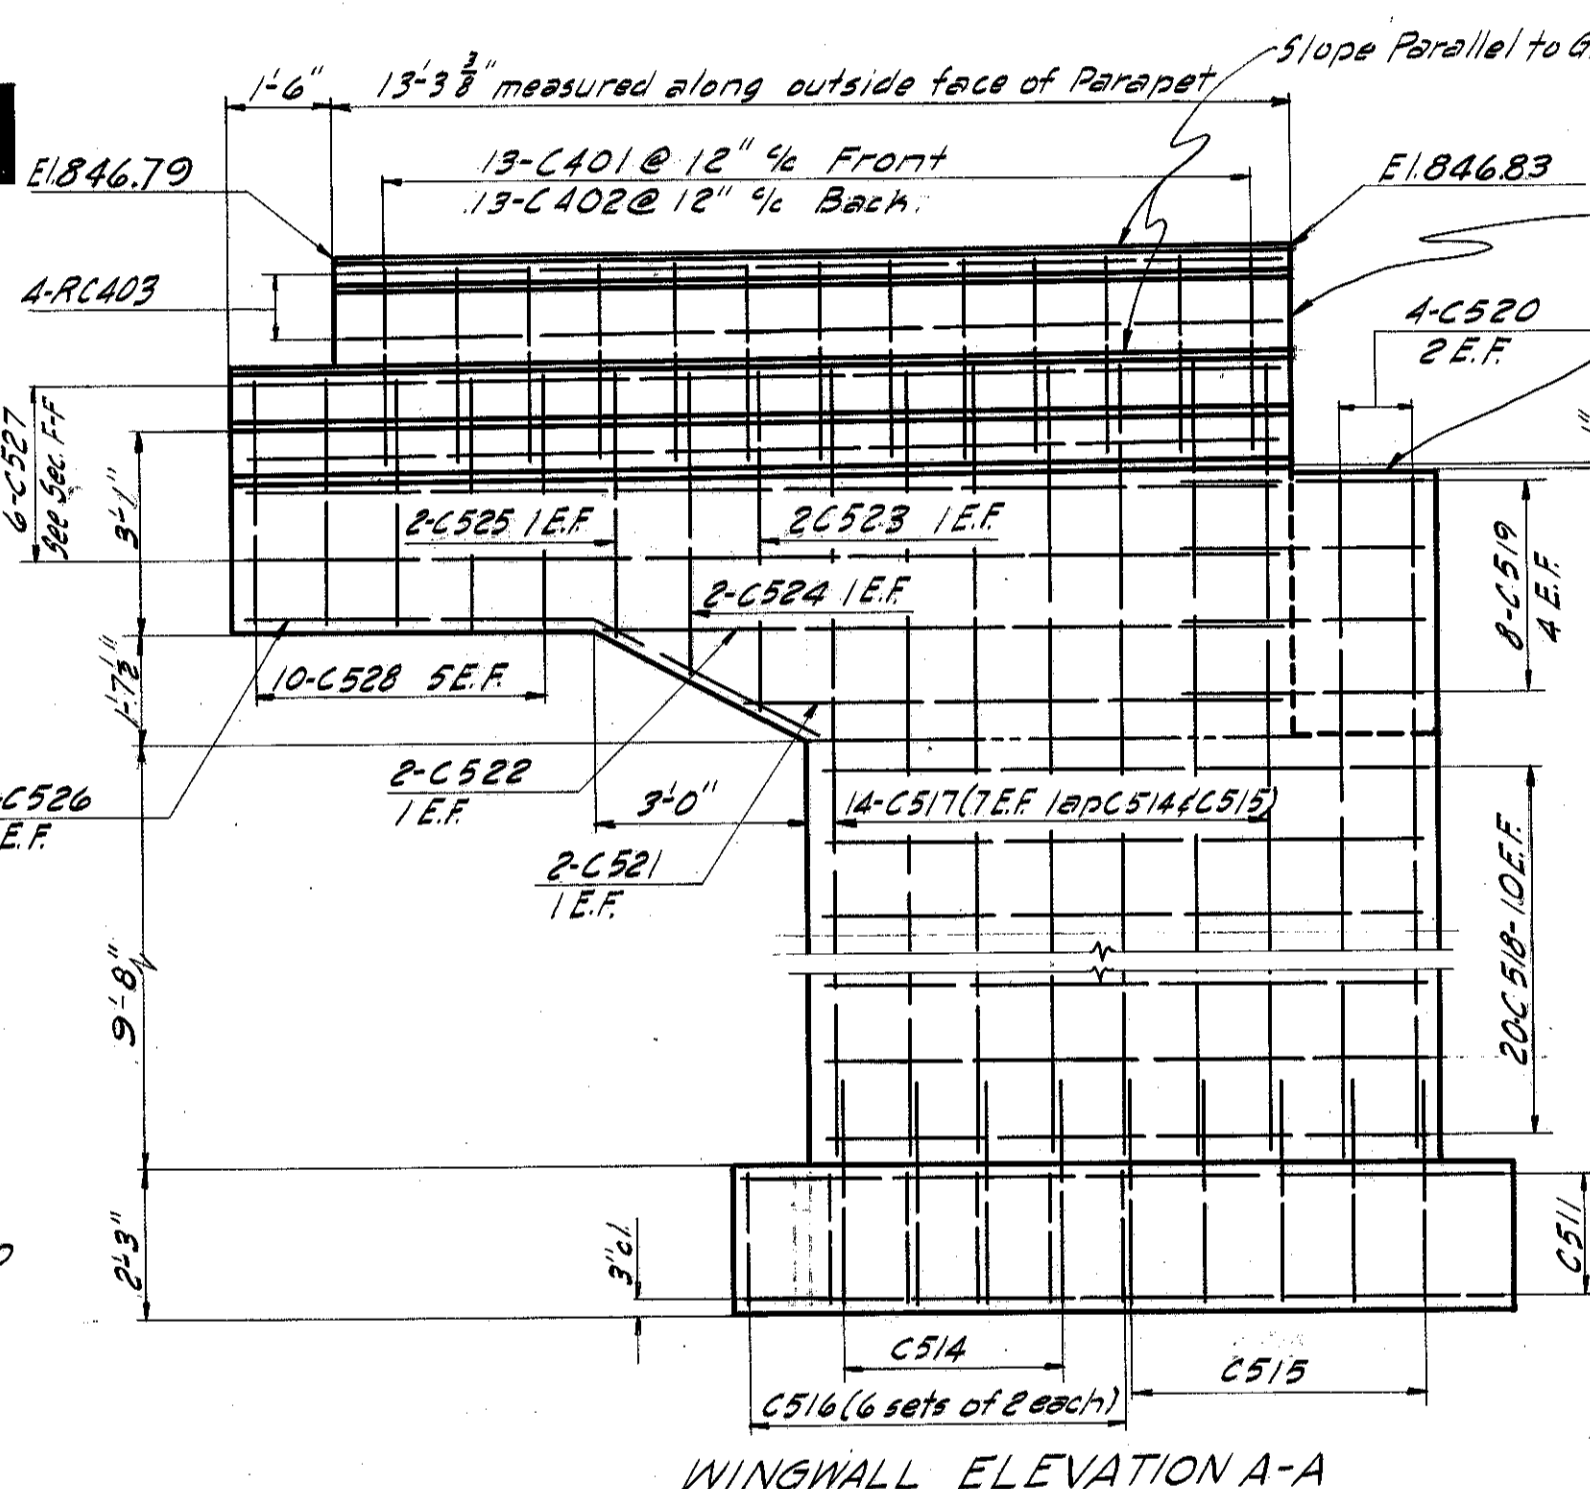 Slope Parallel to G
1'-6" 13'-3 3/8" measured along outside face of Parapet
13-C401 @ 12" c/c Front
13-C402 @ 12" c/c Back
El.846.79
El.846.83
4-RC403
4-C520
2 E.F.
6-C527
See Sec. F-F
3'-1"
2-C525 1 E.F.
2C523 1 E.F.
8-C519
4 E.F.
2-C524 1 E.F.
10-C528 5 E.F.
1'-7 1/2"
2-C522
1 E.F.
-C526
E.F.
3'-0"
14-C517 (7 E.F. lap C514 & C515)
2-C521
1 E.F.
20-C518-10 E.F.
9'-8"
2'-3"
3" cl.
C511
C514
C515
C516 (6 sets of 2 each)
WINGWALL ELEVATION A-A